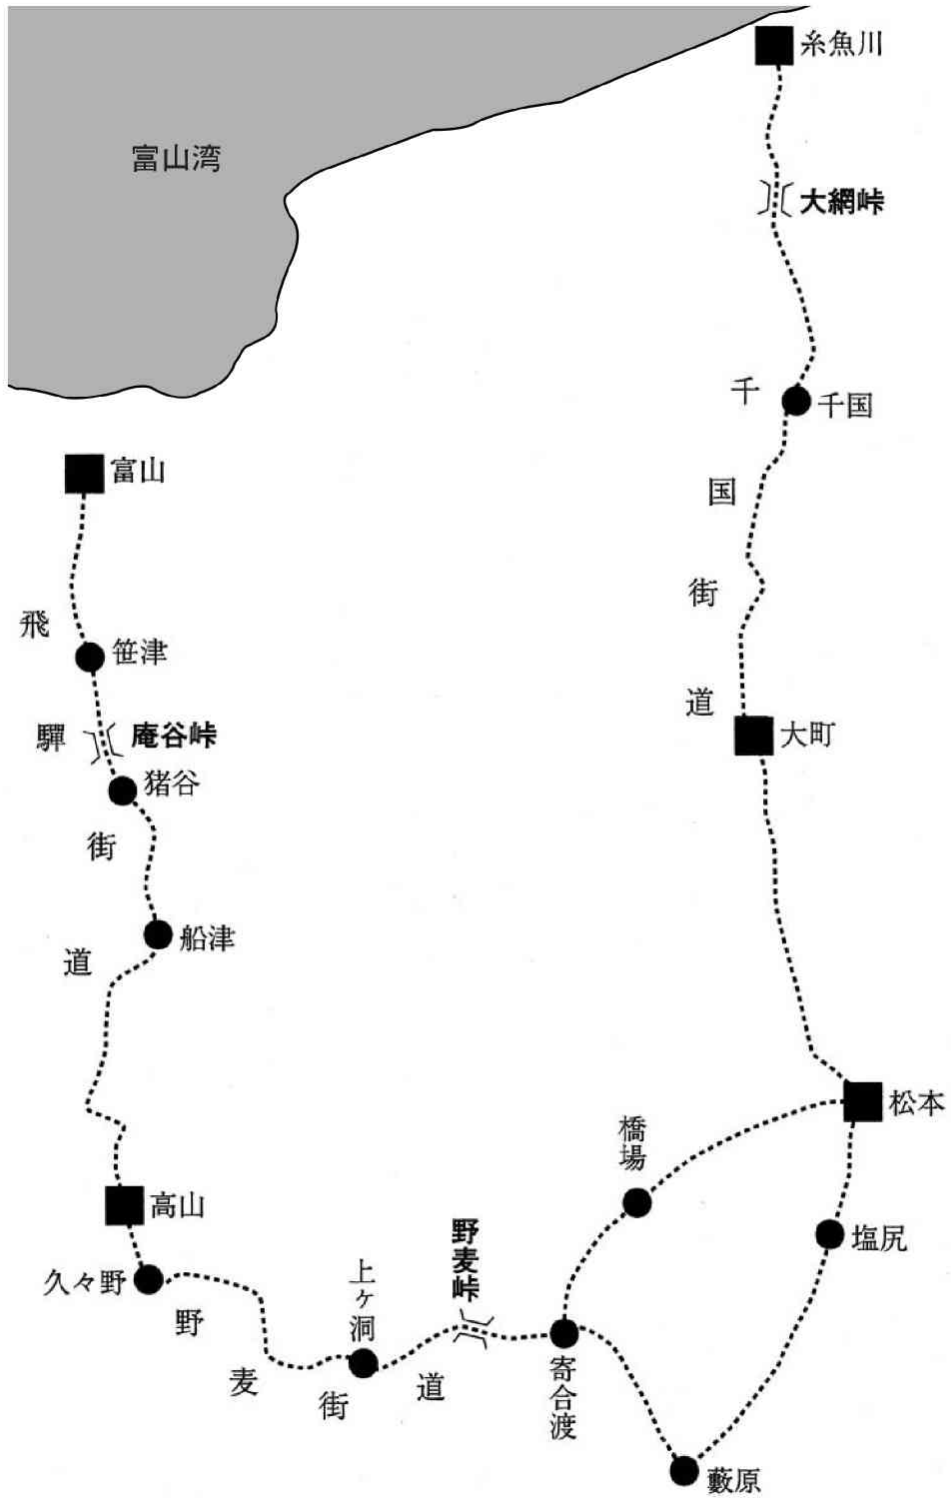 糸魚川
富山湾
大網峠
千国
千国街道
富山
飛驒街道
笹津
庵谷峠
大町
猪谷
船津
松本
橋場
高山
塩尻
野麦峠
久々野
上ヶ洞
野麦街道
寄合渡
藪原